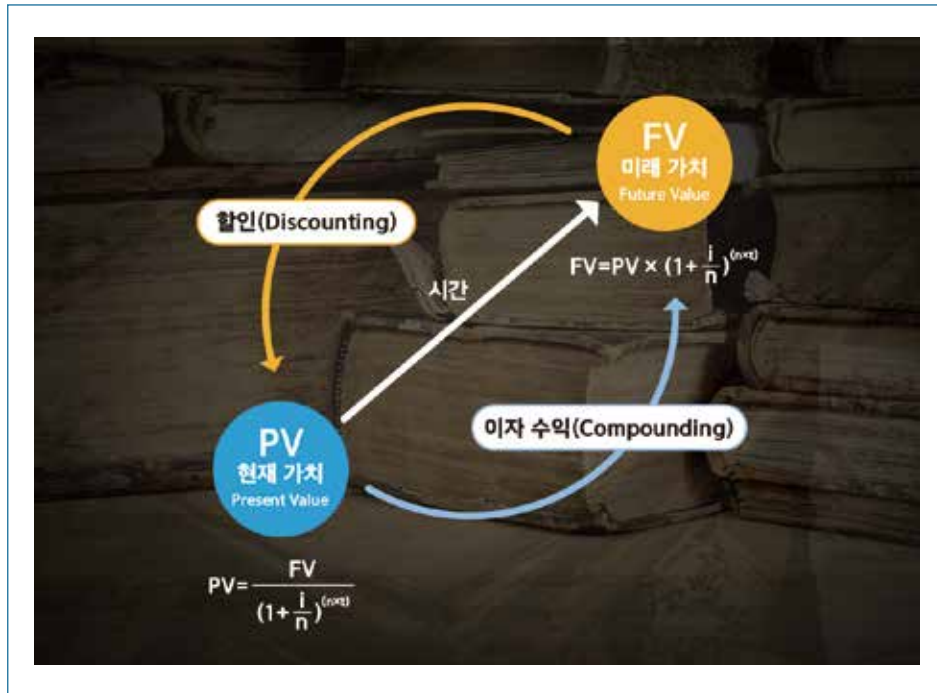 FV
미래 가치
Future Value
할인(Discounting)
FV=PV × (1+i/n)^(n×t)
시간
이자 수익(Compounding)
PV
현재 가치
Present Value
PV=FV/(1+i/n)^(n×t)